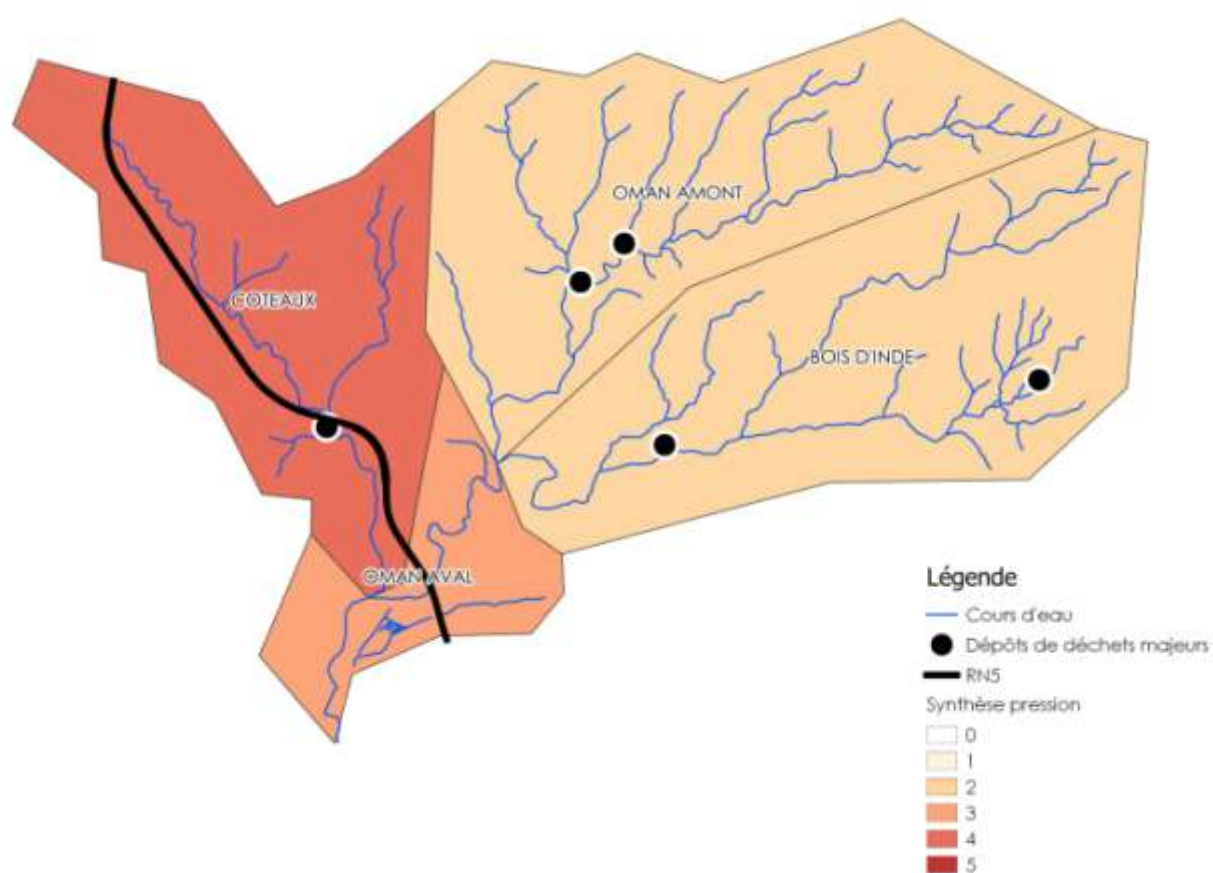 OMAN AMONT
COTEAUX
BOIS D'INDE
OMAN AVAL
Légende
Cours d'eau
Dépôts de déchets majeurs
RN5
Synthèse pression
0
1
2
3
4
5